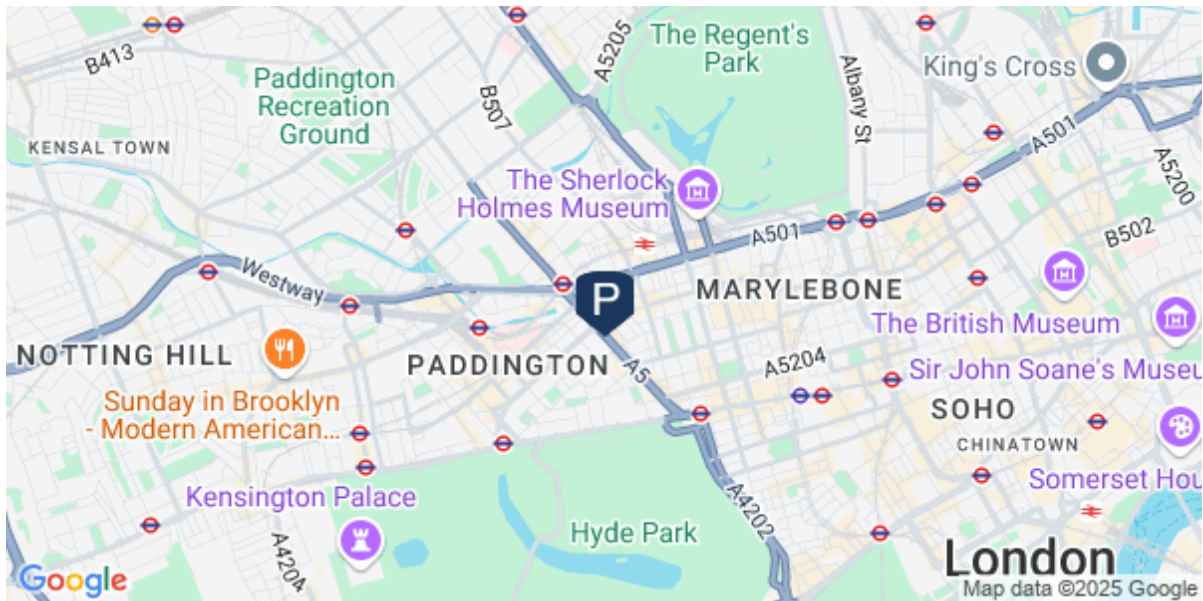 B413
A5205
The Regent's
Park
Albany St
King's Cross
Paddington
Recreation
Ground
B507
KENSAL TOWN
A501
A5200
The Sherlock
Holmes Museum
A501
B502
Westway
P
MARYLEBONE
The British Museum
NOTTING HILL
PADDINGTON
A5
A5204
Sir John Soane's Museu
Sunday in Brooklyn
- Modern American...
SOHO
CHINATOWN
Kensington Palace
Somerset Hou
A4202
Hyde Park
A4204
London
Google
Map data ©2025 Google